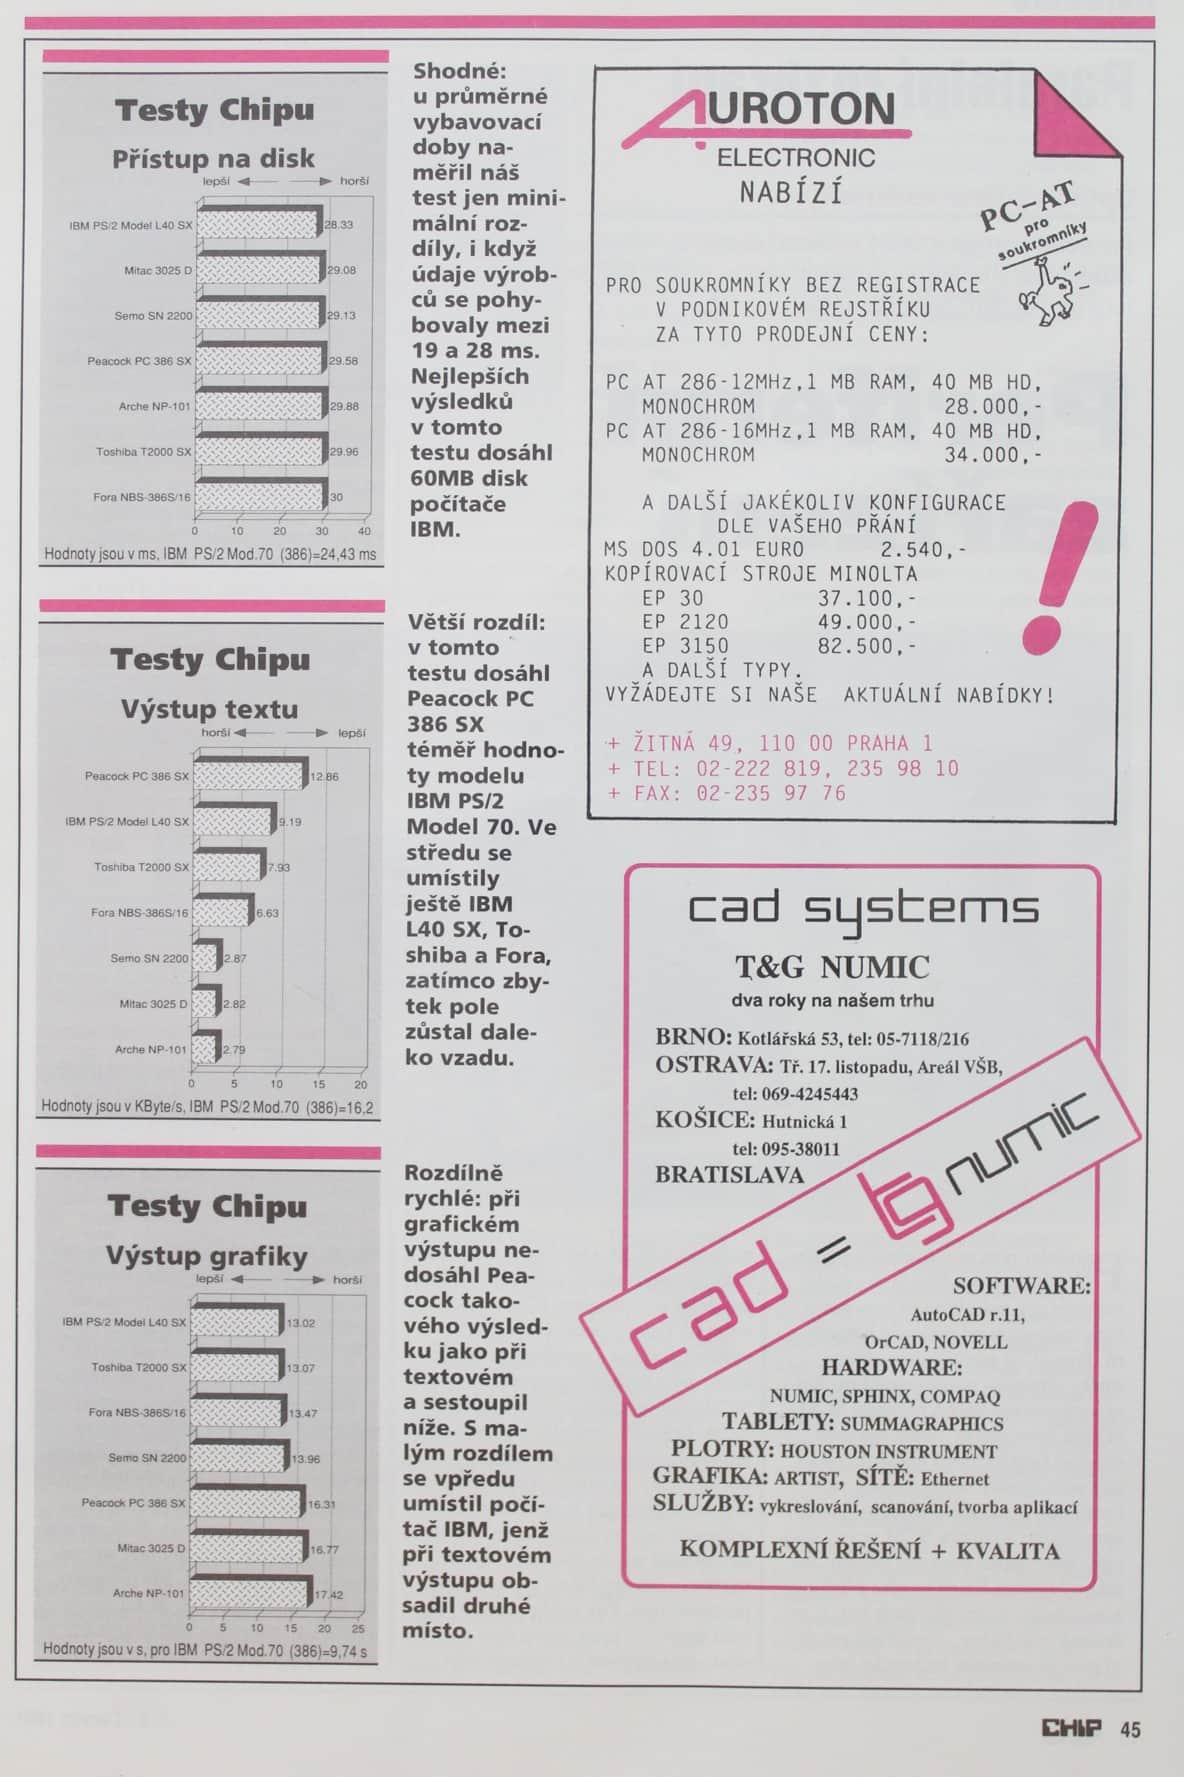 Testy Chipu
Přístup na disk
lepší horší
IBM PS/2 Model L40 SX 28.33
Mitac 3025 D 29.08
Semo SN 2200 29.13
Peacock PC 386 SX 29.58
Arche NP-101 29.88
Toshiba T2000 SX 29.96
Fora NBS-386S/16 30
0 10 20 30 40
Hodnoty jsou v ms, IBM PS/2 Mod.70 (386)=24,43 ms
Shodné:
u průměrné
vybavovací
doby na-
měřil náš
test jen mini-
mální roz-
díly, i když
údaje výrob-
ců se pohy-
bovaly mezi
19 a 28 ms.
Nejlepších
výsledků
v tomto
testu dosáhl
60MB disk
počítače
IBM.
Testy Chipu
Výstup textu
horší lepší
Peacock PC 386 SX 12.86
IBM PS/2 Model L40 SX 9.19
Toshiba T2000 SX 7.93
Fora NBS-386S/16 6.63
Semo SN 2200 2.87
Mitac 3025 D 2.82
Arche NP-101 2.79
0 5 10 15 20
Hodnoty jsou v KByte/s, IBM PS/2 Mod.70 (386)=16,2
Větší rozdíl:
v tomto
testu dosáhl
Peacock PC
386 SX
téměř hodno-
ty modelu
IBM PS/2
Model 70. Ve
středu se
umístily
ještě IBM
L40 SX, To-
shiba a Fora,
zatímco zby-
tek pole
zůstal dale-
ko vzadu.
Testy Chipu
Výstup grafiky
lepší horší
IBM PS/2 Model L40 SX 13.02
Toshiba T2000 SX 13.07
Fora NBS-386S/16 13.47
Semo SN 2200 13.96
Peacock PC 386 SX 16.31
Mitac 3025 D 16.77
Arche NP-101 17.42
0 5 10 15 20 25
Hodnoty jsou v s, pro IBM PS/2 Mod.70 (386)=9,74 s
Rozdílně
rychlé: při
grafickém
výstupu ne-
dosáhl Pea-
cock tako-
vého výsled-
ku jako při
textovém
a sestoupil
níže. S ma-
lým rozdílem
se vpředu
umístil počí-
tač IBM, jenž
při textovém
výstupu ob-
sadil druhé
místo.
AUROTON
ELECTRONIC
NABÍZÍ
PC-AT
pro
soukromníky
PRO SOUKROMNÍKY BEZ REGISTRACE
V PODNIKOVÉM REJSTŘÍKU
ZA TYTO PRODEJNÍ CENY:
PC AT 286-12MHz,1 MB RAM, 40 MB HD,
MONOCHROM 28.000,-
PC AT 286-16MHz,1 MB RAM, 40 MB HD,
MONOCHROM 34.000,-
A DALŠÍ JAKÉKOLIV KONFIGURACE
DLE VAŠEHO PŘÁNÍ
MS DOS 4.01 EURO 2.540,-
KOPÍROVACÍ STROJE MINOLTA
EP 30 37.100,-
EP 2120 49.000,-
EP 3150 82.500,-
A DALŠÍ TYPY.
VYŽÁDEJTE SI NAŠE AKTUÁLNÍ NABÍDKY!
!
+ ŽITNÁ 49, 110 00 PRAHA 1
+ TEL: 02-222 819, 235 98 10
+ FAX: 02-235 97 76
cad systems
T&G NUMIC
dva roky na našem trhu
BRNO: Kotlářská 53, tel: 05-7118/216
OSTRAVA: Tř. 17. listopadu, Areál VŠB,
tel: 069-4245443
KOŠICE: Hutnická 1
tel: 095-38011
BRATISLAVA
cad = tg numic
SOFTWARE:
AutoCAD r.11,
OrCAD, NOVELL
HARDWARE:
NUMIC, SPHINX, COMPAQ
TABLETY: SUMMAGRAPHICS
PLOTRY: HOUSTON INSTRUMENT
GRAFIKA: ARTIST, SÍTĚ: Ethernet
SLUŽBY: vykreslování, scanování, tvorba aplikací
KOMPLEXNÍ ŘEŠENÍ + KVALITA
CHIP 45